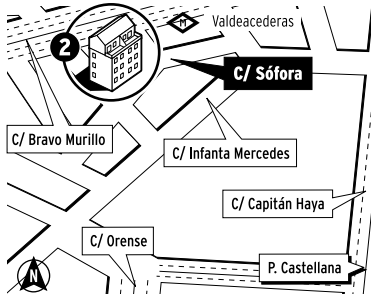 2
M
Valdeacederas
C/ Sófora
C/ Bravo Murillo
C/ Infanta Mercedes
C/ Capitán Haya
C/ Orense
P. Castellana
N